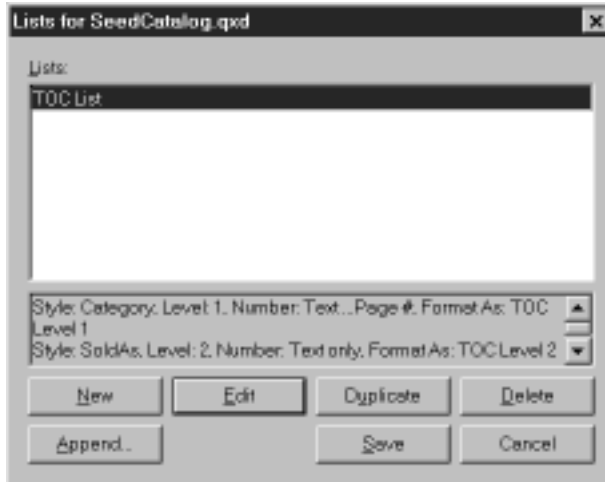 Lists for SeedCatalog.qxd
Lists:
TOC List
Style: Category, Level: 1, Number: Text...Page #, Format As: TOC
Level 1
Style: SoldAs, Level: 2, Number: Text only, Format As: TOC Level 2
New Edit Duplicate Delete
Append... Save Cancel